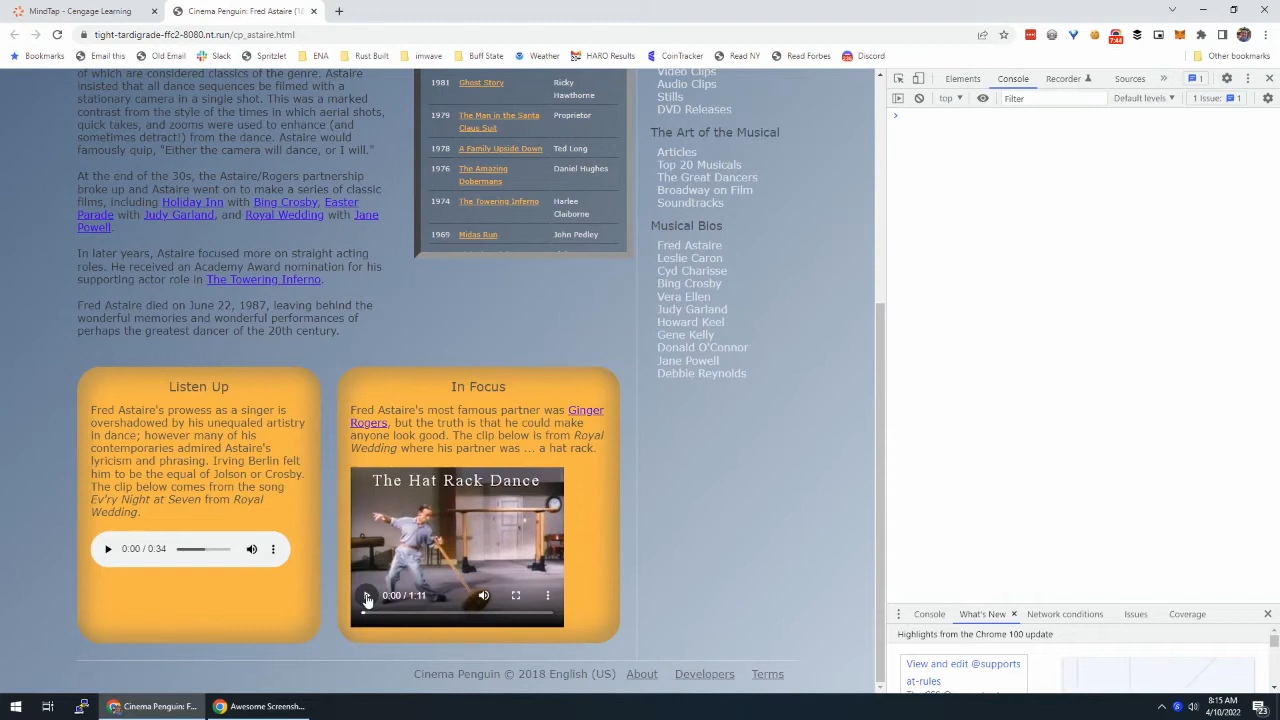 MindTap - Cengage Learning
Cinema Penguin: Fred Astaire (18
tight-tardigrade-ffc2-8080.nt.run/cp_astaire.html
7:44
Bookmarks
ENA Email
Old Email
Slack
Spritzlet
ENA
Rust Built
imwave
Buffer
Weather
HARO Results
CoinTracker
Read NY
Read Foren
Discord
of which are considered classics of the genre. Astaire
insisted that all dance sequences be filmed with a
stationary camera in a single shot. This was a marked
contrast from the style of the times in which aerial shots,
quick takes, and zooms were used to enhance (and
sometimes detract!) from the dance. Astaire would
famously quip, "Either the camera will dance, or I will."
At the end of the 30s, the Astaire/Rogers partnership
broke up and Astaire went on to make a series of classic
films, including Holiday Inn with Bing Crosby, Easter
Parade with Judy Garland, and Royal Wedding with Jane
Powell.
In later years, Astaire focused more on straight acting
roles. He received an Academy Award nomination for his
supporting actor role in The Towering Inferno.
Fred Astaire died on June 22, 1987, leaving behind the
wonderful memories and wonderful performances of
perhaps the greatest dancer of the 20th century.
1981 Ghost Story Ricky
Hawthorne
1979 The Man in the Santa Proprietor
Claus Suit
1978 A Family Upside Down Ted Long
1976 The Amazing Daniel Hughes
Dobermans
1974 The Towering Inferno Harlee
Claiborne
1969 Midas Run John Pedley
Video Clips
Audio Clips
Stills
DVD Releases
The Art of the Musical
Articles
Top 20 Musicals
The Great Dancers
Broadway on Film
Soundtracks
Musical Bios
Fred Astaire
Leslie Caron
Cyd Charisse
Bing Crosby
Vera Ellen
Judy Garland
Howard Keel
Gene Kelly
Donald O'Connor
Jane Powell
Debbie Reynolds
Listen Up
Fred Astaire's prowess as a singer is
overshadowed by his unequaled artistry
in dance; however many of his
contemporaries admired Astaire's
lyricism and phrasing. Irving Berlin felt
him to be the equal of Jolson or Crosby.
The clip below comes from the song
Ev'ry Night at Seven from Royal
Wedding.
0:00 / 0:34
In Focus
Fred Astaire's most famous partner was Ginger
Rogers, but the truth is that he could make
anyone look good. The clip below is from Royal
Wedding where his partner was ... a hat rack.
The Hat Rack Dance
0:00 / 1:11
Cinema Penguin © 2018 English (US) About Developers Terms
Elements Console Recorder Sources 1
top Filter Default levels 1 Issue: 1
Console What's New Network conditions Issues Coverage
Highlights from the Chrome 100 update
View and edit @supports
at-rules
Cinema Penguin: F...
Awesome Screensh...
8:15 AM
4/10/2022
23